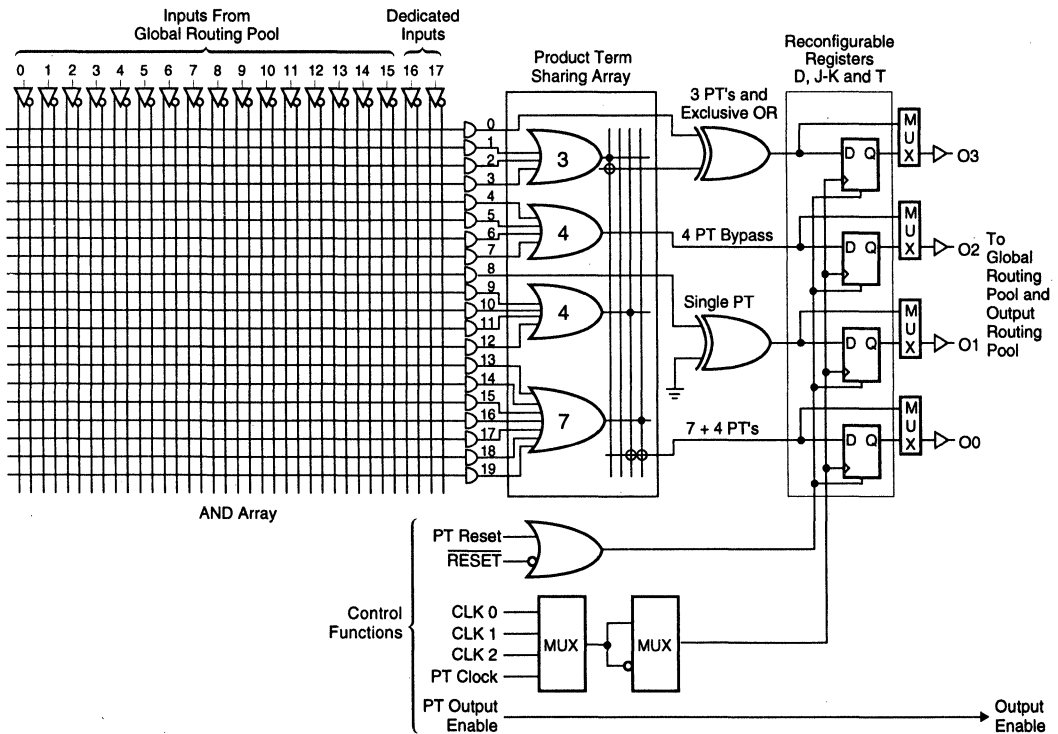 Inputs From
Global Routing Pool
Dedicated
Inputs
0 1 2 3 4 5 6 7 8 9 10 11 12 13 14 15 16 17
Product Term
Sharing Array
Reconfigurable
Registers
D, J-K and T
3 PT's and
Exclusive OR
0
1
2
3
4
5
6
7
8
9
10
11
12
13
14
15
16
17
18
19
3
4
4
7
4 PT Bypass
Single PT
7 + 4 PT's
D Q
D Q
D Q
D Q
MUX
MUX
MUX
MUX
O3
O2
O1
O0
To
Global
Routing
Pool and
Output
Routing
Pool
AND Array
Control
Functions
PT Reset
RESET
CLK 0
CLK 1
CLK 2
PT Clock
MUX
MUX
PT Output
Enable
Output
Enable